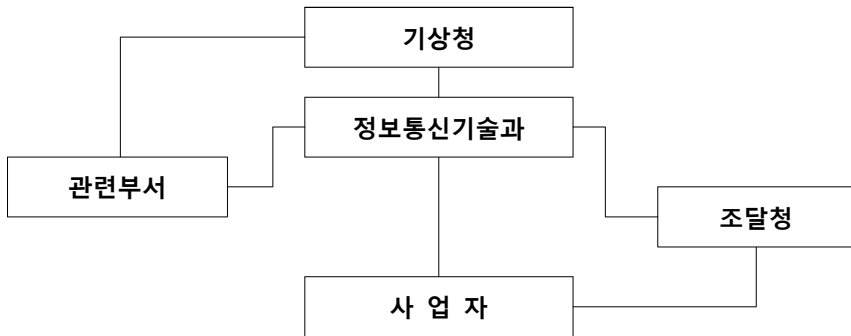 기상청
정보통신기술과
관련부서
조달청
사 업 자